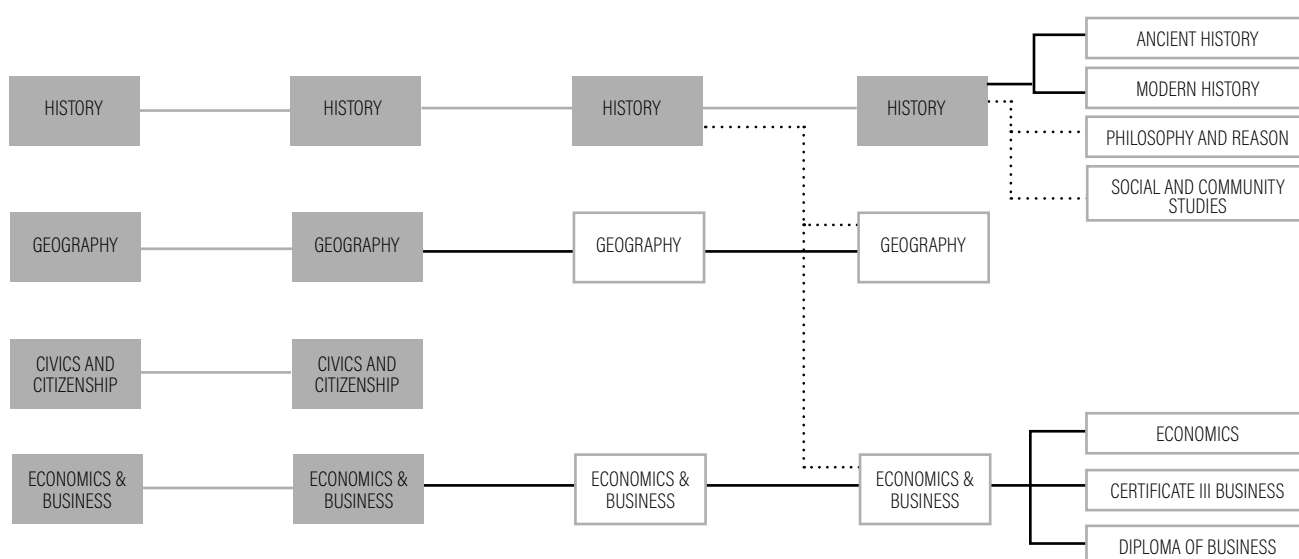 ANCIENT HISTORY
HISTORY
HISTORY
HISTORY
HISTORY
MODERN HISTORY
PHILOSOPHY AND REASON
SOCIAL AND COMMUNITY
STUDIES
GEOGRAPHY
GEOGRAPHY
GEOGRAPHY
GEOGRAPHY
CIVICS AND
CITIZENSHIP
CIVICS AND
CITIZENSHIP
ECONOMICS &
BUSINESS
ECONOMICS &
BUSINESS
ECONOMICS &
BUSINESS
ECONOMICS &
BUSINESS
ECONOMICS
CERTIFICATE III BUSINESS
DIPLOMA OF BUSINESS